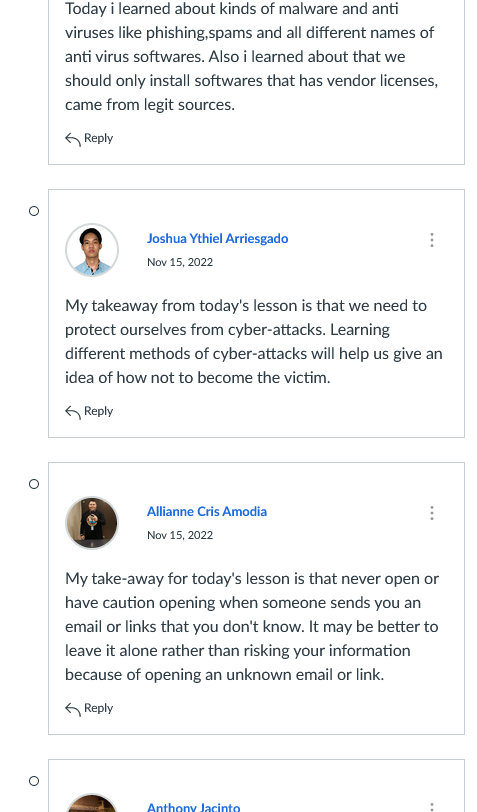 Today i learned about kinds of malware and anti
viruses like phishing,spams and all different names of
anti virus softwares. Also i learned about that we
should only install softwares that has vendor licenses,
came from legit sources.
Reply
Joshua Ythiel Arriesgado
Nov 15, 2022
My takeaway from today's lesson is that we need to
protect ourselves from cyber-attacks. Learning
different methods of cyber-attacks will help us give an
idea of how not to become the victim.
Reply
Allianne Cris Amodia
Nov 15, 2022
My take-away for today's lesson is that never open or
have caution opening when someone sends you an
email or links that you don't know. It may be better to
leave it alone rather than risking your information
because of opening an unknown email or link.
Reply
Anthony Jacinto